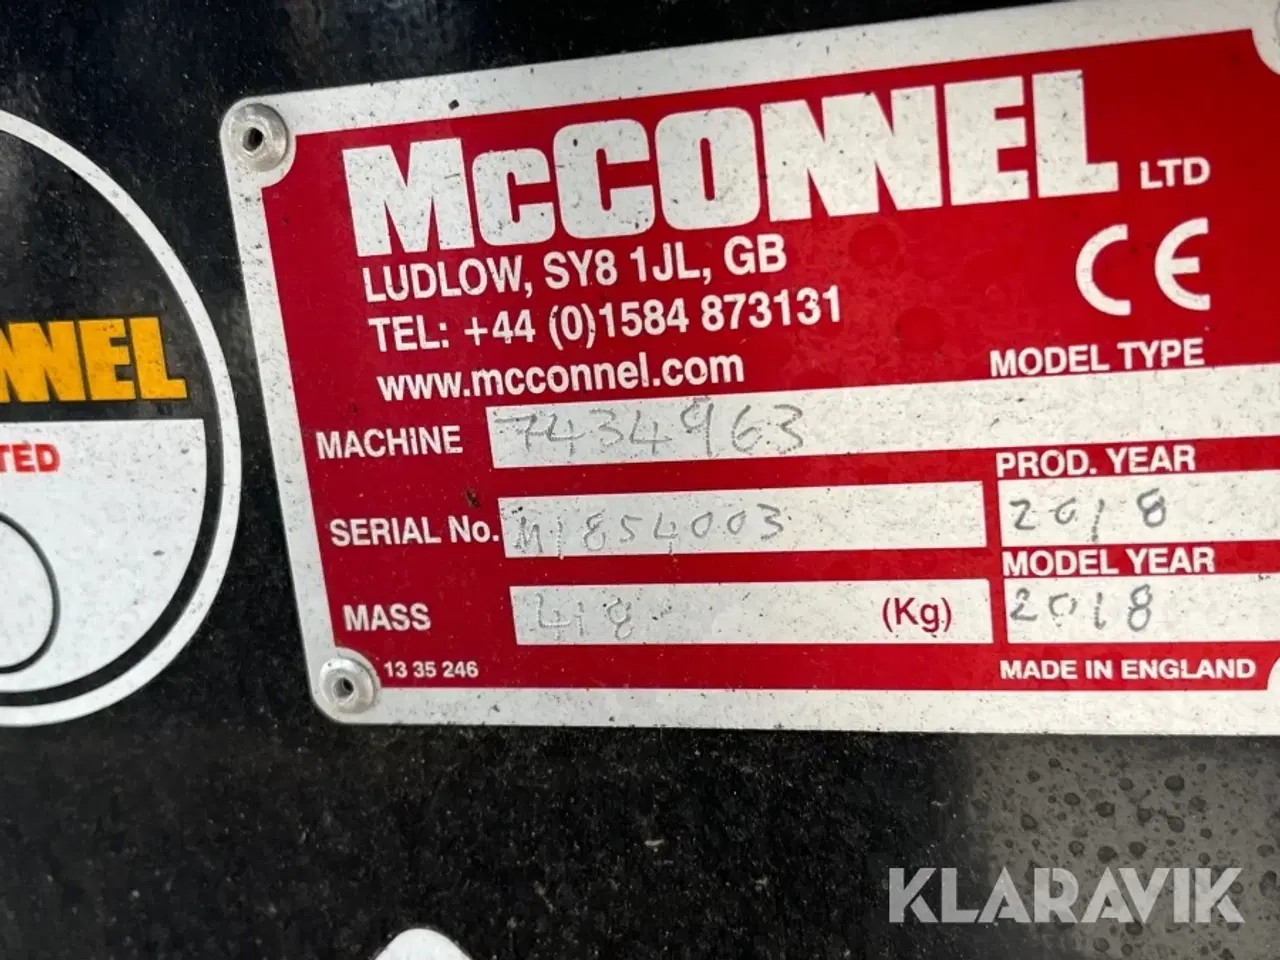 McCONNEL LTD
LUDLOW, SY8 1JL, GB
TEL: +44 (0)1584 873131
www.mcconnel.com
CE
MODEL TYPE
MACHINE 7434963
PROD. YEAR
SERIAL No. M1854003 2018
MODEL YEAR
MASS 418 (Kg) 2018
13 35 246 MADE IN ENGLAND
NNEL
TED
KLARAVIK